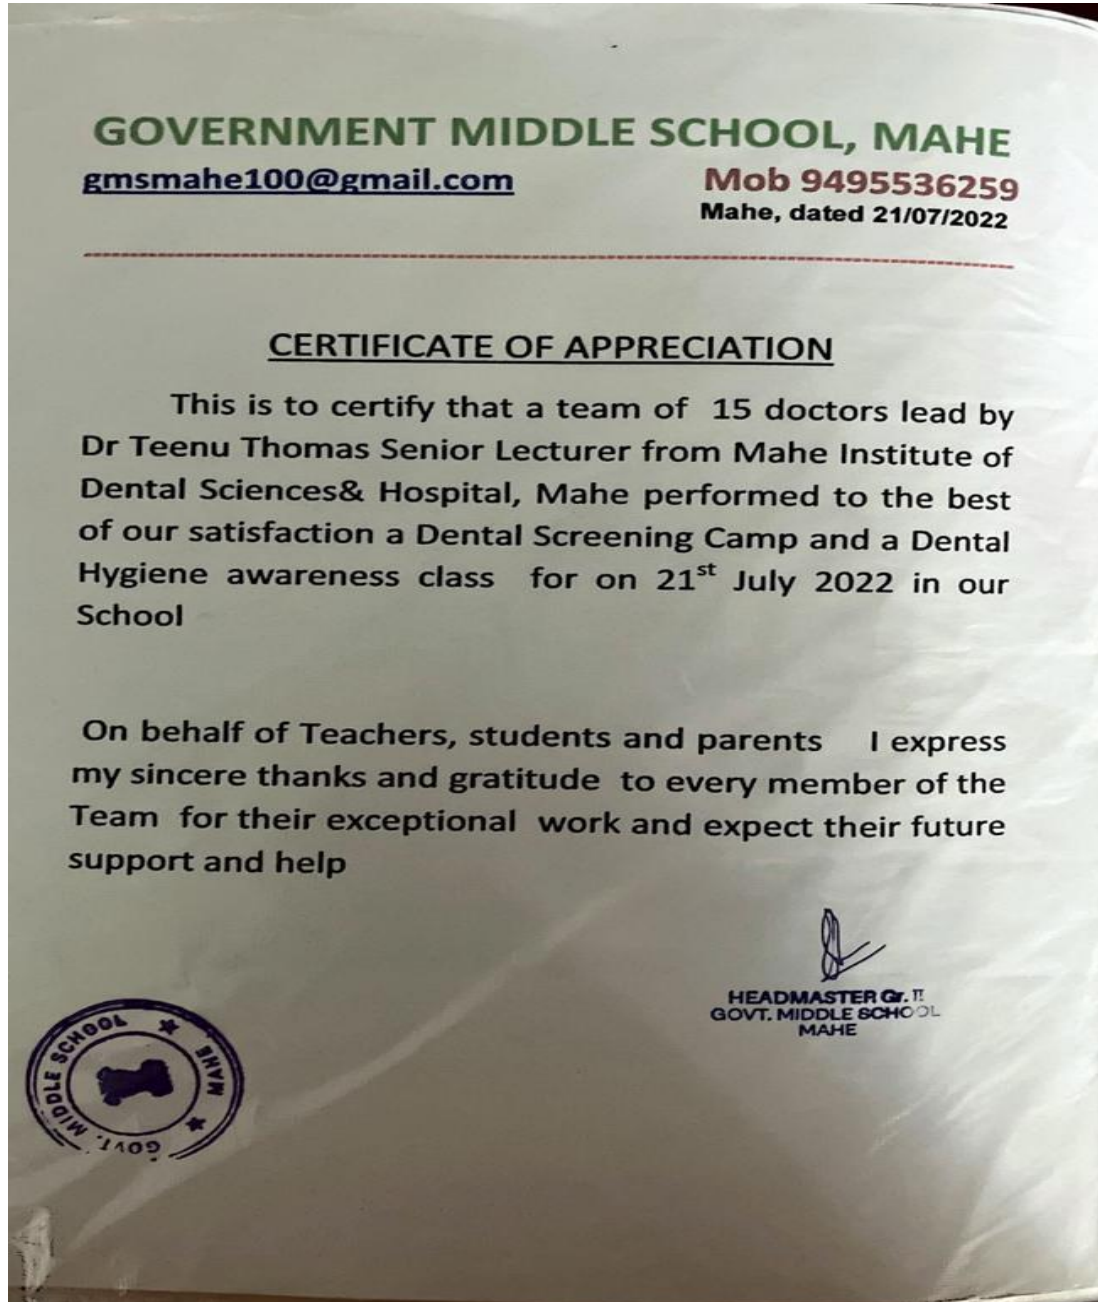 GOVERNMENT MIDDLE SCHOOL, MAHE
gmsmahe100@gmail.com Mob 9495536259
Mahe, dated 21/07/2022
CERTIFICATE OF APPRECIATION
This is to certify that a team of 15 doctors lead by
Dr Teenu Thomas Senior Lecturer from Mahe Institute of
Dental Sciences& Hospital, Mahe performed to the best
of our satisfaction a Dental Screening Camp and a Dental
Hygiene awareness class for on 21st July 2022 in our
School
On behalf of Teachers, students and parents I express
my sincere thanks and gratitude to every member of the
Team for their exceptional work and expect their future
support and help
HEADMASTER Gr. II
GOVT. MIDDLE SCHOOL
MAHE
GOVT. MIDDLE SCHOOL ★ MAHE ★